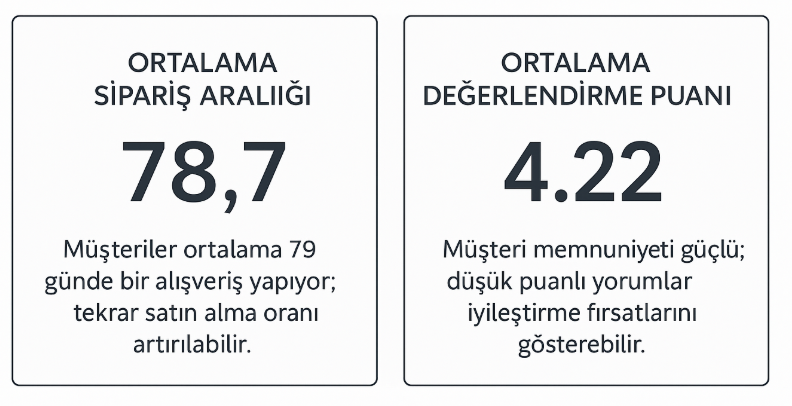 ORTALAMA
SİPARİŞ ARALIIĞI
78,7
Müşteriler ortalama 79
günde bir alışveriş yapıyor;
tekrar satın alma oranı
artırılabilir.
ORTALAMA
DEĞERLENDİRME PUANI
4.22
Müşteri memnuniyeti güçlü;
düşük puanlı yorumlar
iyileştirme fırsatlarını
gösterebilir.